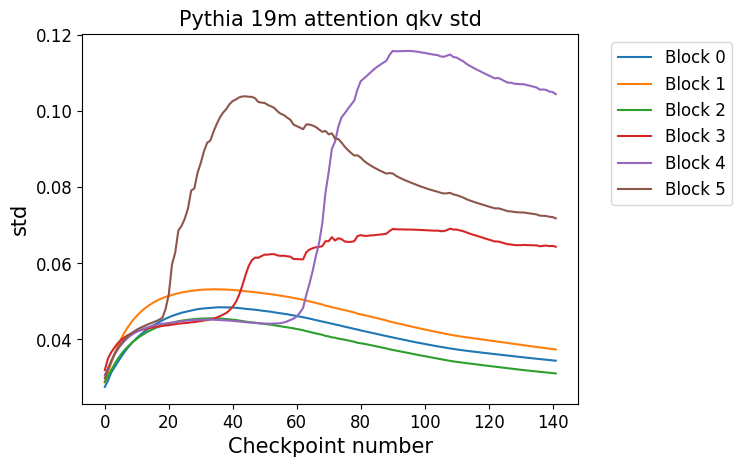 Pythia 19m attention qkv std
0.12
0.10
0.08
0.06
0.04
std
0
20
40
60
80
100
120
140
Checkpoint number
Block 0
Block 1
Block 2
Block 3
Block 4
Block 5